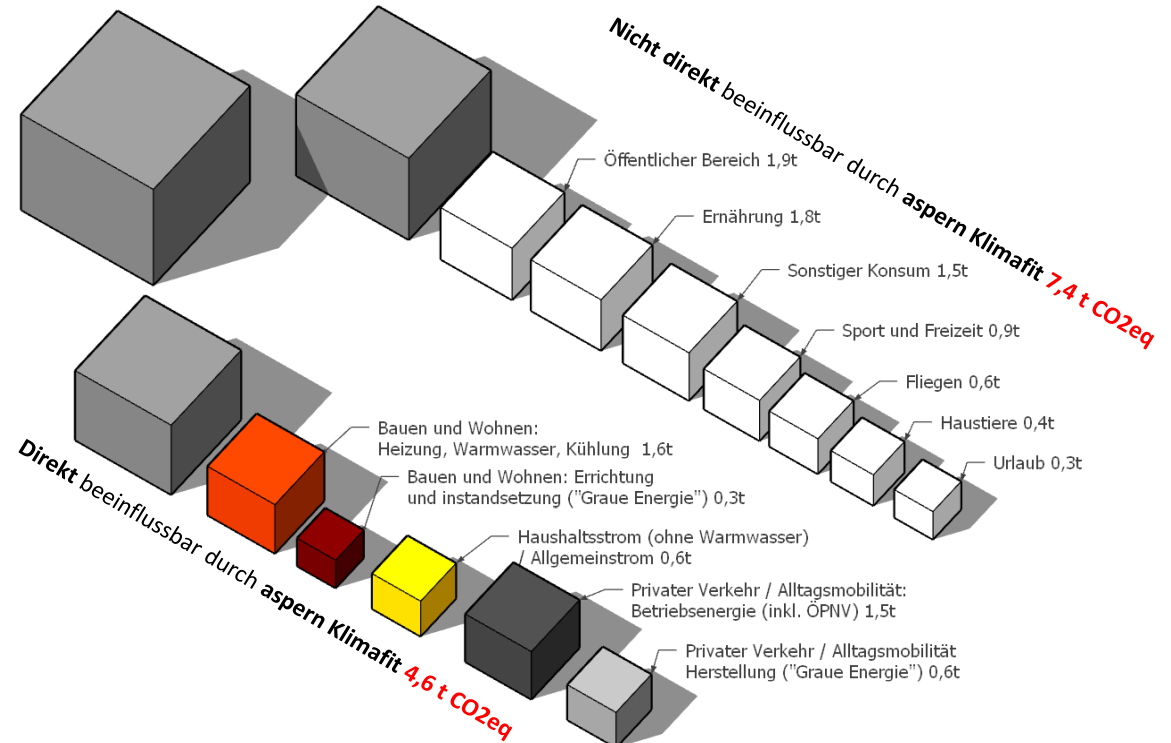 Nicht direkt beeinflussbar durch aspern Klimafit 7,4 t CO2eq
Öffentlicher Bereich 1,9t
Ernährung 1,8t
Sonstiger Konsum 1,5t
Sport und Freizeit 0,9t
Fliegen 0,6t
Haustiere 0,4t
Urlaub 0,3t
Direkt beeinflussbar durch aspern Klimafit 4,6 t CO2eq
Bauen und Wohnen:
Heizung, Warmwasser, Kühlung 1,6t
Bauen und Wohnen: Errichtung
und instandsetzung ("Graue Energie") 0,3t
Haushaltsstrom (ohne Warmwasser)
/ Allgemeinstrom 0,6t
Privater Verkehr / Alltagsmobilität:
Betriebsenergie (inkl. ÖPNV) 1,5t
Privater Verkehr / Alltagsmobilität
Herstellung ("Graue Energie") 0,6t